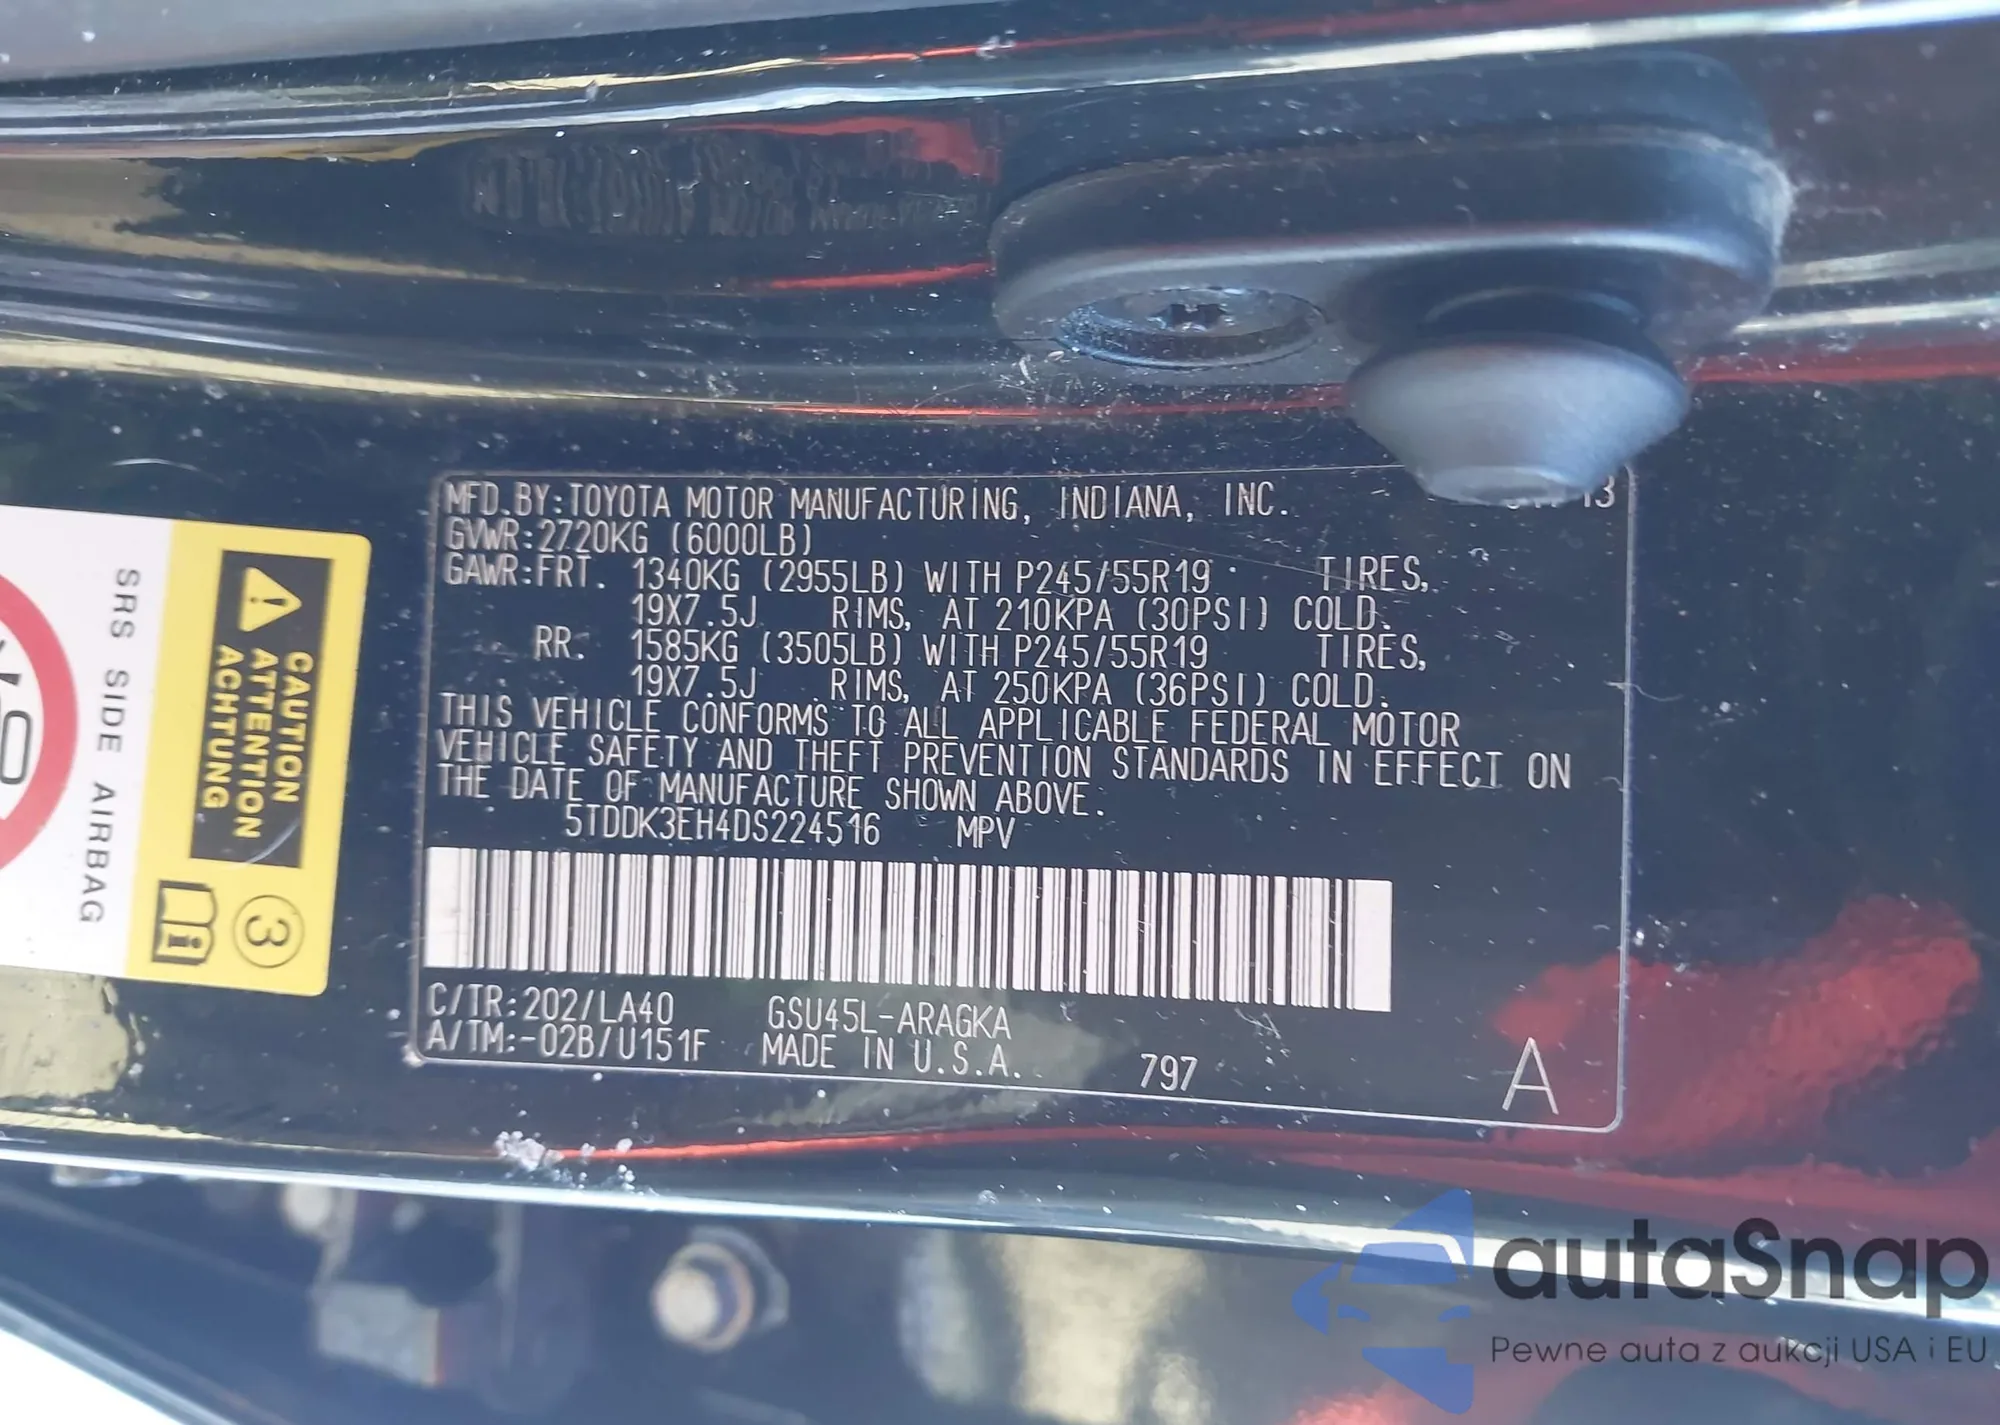 MFD.BY:TOYOTA MOTOR MANUFACTURING, INDIANA, INC. 13
GVWR:2720KG (6000LB)
GAWR:FRT. 1340KG (2955LB) WITH P245/55R19 TIRES,
19X7.5J RIMS, AT 210KPA (30PSI) COLD.
RR. 1585KG (3505LB) WITH P245/55R19 TIRES,
19X7.5J RIMS, AT 250KPA (36PSI) COLD.
THIS VEHICLE CONFORMS TO ALL APPLICABLE FEDERAL MOTOR
VEHICLE SAFETY AND THEFT PREVENTION STANDARDS IN EFFECT ON
THE DATE OF MANUFACTURE SHOWN ABOVE.
5TDDK3EH4DS224516 MPV
C/TR:202/LA40 GSU45L-ARAGKA
A/TM:-02B/U151F MADE IN U.S.A. 797 A
SRS SIDE AIRBAG
CAUTION
ATTENTION
ACHTUNG
3
autaSnap
Pewne auta z aukcji USA i EU